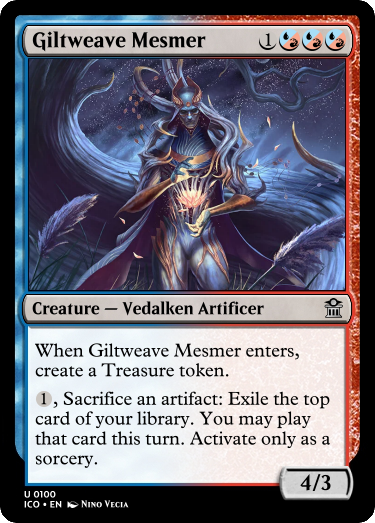 Giltweave Mesmer 1
Creature — Vedalken Artificer
When Giltweave Mesmer enters,
create a Treasure token.
1, Sacrifice an artifact: Exile the top
card of your library. You may play
that card this turn. Activate only as a
sorcery.
4/3
U 0100
ICO • EN Nino Vecia